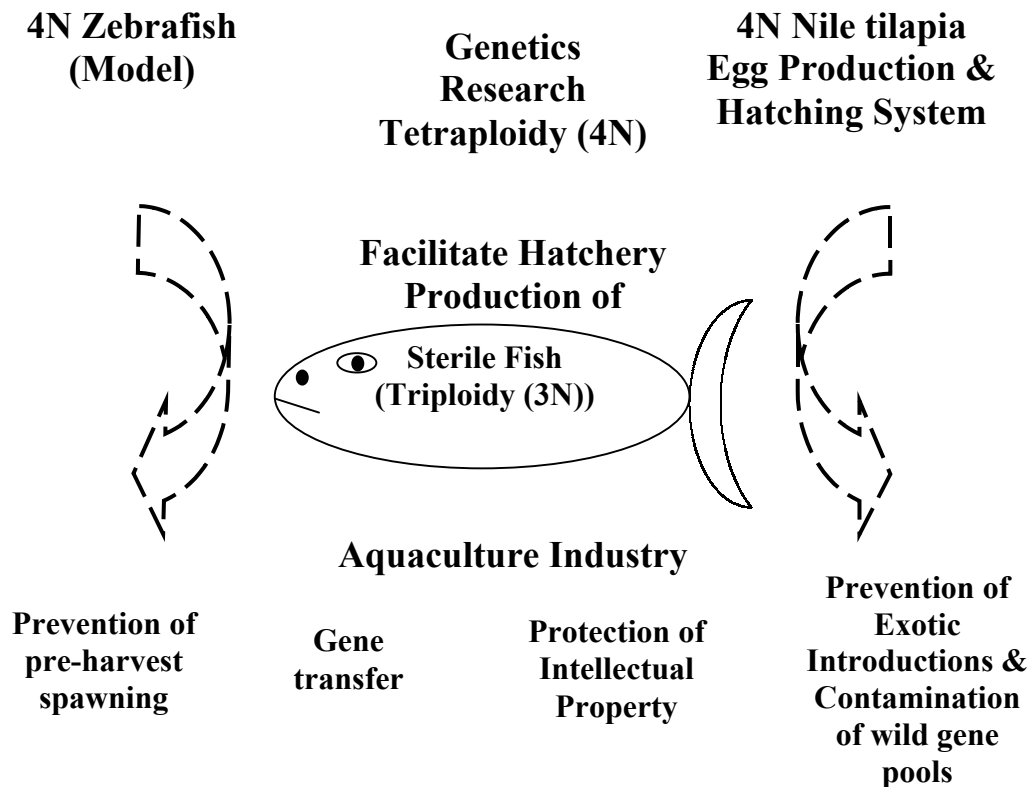 4N Zebrafish
(Model)
Genetics
Research
Tetraploidy (4N)
4N Nile tilapia
Egg Production &
Hatching System
Facilitate Hatchery
Production of
Sterile Fish
(Triploidy (3N))
Aquaculture Industry
Prevention of
pre-harvest
spawning
Gene
transfer
Protection of
Intellectual
Property
Prevention of
Exotic
Introductions &
Contamination
of wild gene
pools